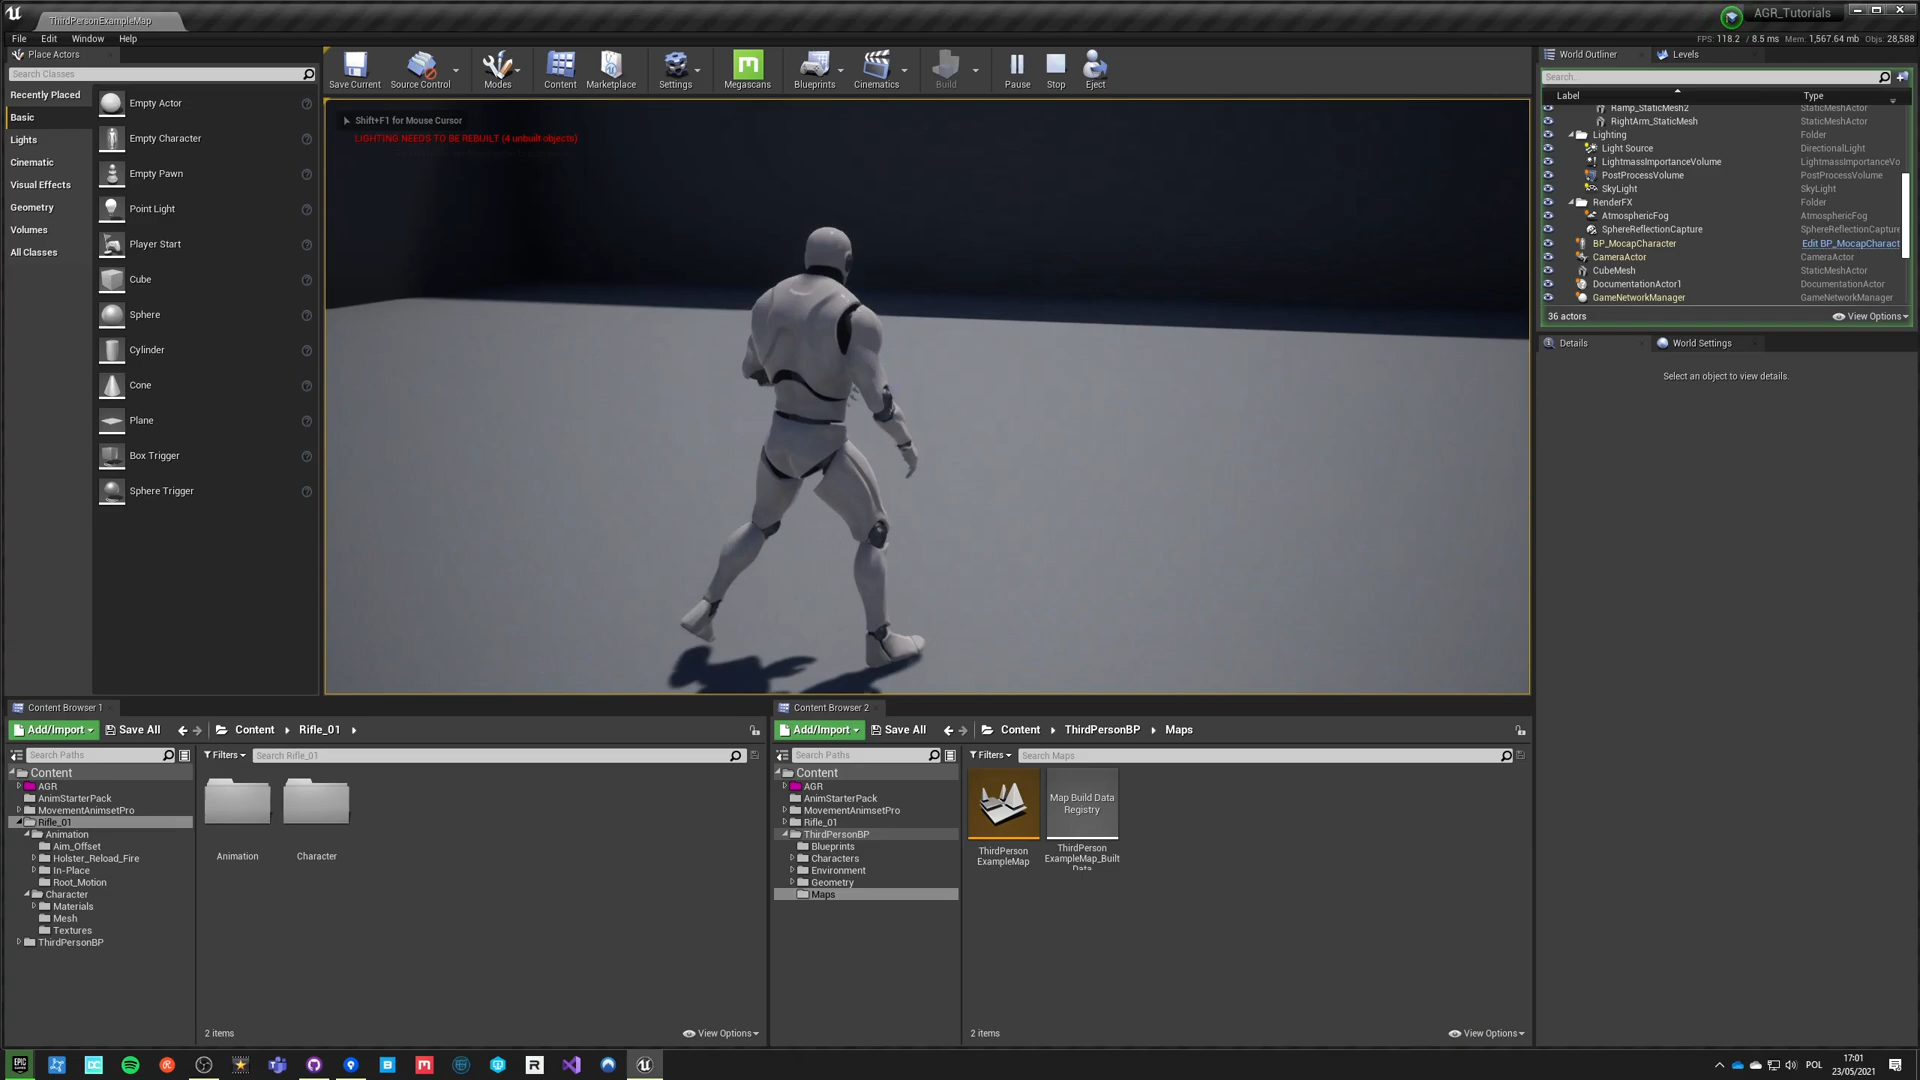 ThirdPersonExampleMap
AGR_Tutorials
File
Edit
Window
Help
FPS: 118.2 / 8.5 ms Mem: 1,567.64 mb Objs: 28,588
Place Actors
Search Classes
Recently Placed
Basic
Lights
Cinematic
Visual Effects
Geometry
Volumes
All Classes
Empty Actor
Empty Character
Empty Pawn
Point Light
Player Start
Cube
Sphere
Cylinder
Cone
Plane
Box Trigger
Sphere Trigger
Save Current
Source Control
Modes
Content
Marketplace
Settings
Megascans
Blueprints
Cinematics
Build
Pause
Stop
Eject
Shift+F1 for Mouse Cursor
LIGHTING NEEDS TO BE REBUILT (4 unbuilt objects)
World Outliner
Levels
Search...
Label
Type
Ramp_StaticMesh2 StaticMeshActor
RightArm_StaticMesh StaticMeshActor
Lighting Folder
Light Source DirectionalLight
LightmassImportanceVolume LightmassImportanceVo
PostProcessVolume PostProcessVolume
SkyLight SkyLight
RenderFX Folder
AtmosphericFog AtmosphericFog
SphereReflectionCapture SphereReflectionCapture
BP_MocapCharacter Edit BP_MocapCharact
CameraActor CameraActor
CubeMesh StaticMeshActor
DocumentationActor1 DocumentationActor
GameNetworkManager GameNetworkManager
36 actors
View Options
Details
World Settings
Select an object to view details.
Content Browser 1
Add/Import
Save All
Content
Rifle_01
Search Paths
Filters
Search Rifle_01
Content
AGR
AnimStarterPack
MovementAnimsetPro
Rifle_01
Animation
Aim_Offset
Holster_Reload_Fire
In-Place
Root_Motion
Character
Materials
Mesh
Textures
ThirdPersonBP
Animation
Character
2 items
View Options
Content Browser 2
Add/Import
Save All
Content
ThirdPersonBP
Maps
Search Paths
Filters
Search Maps
Content
AGR
AnimStarterPack
MovementAnimsetPro
Rifle_01
ThirdPersonBP
Blueprints
Characters
Environment
Geometry
Maps
Map Build Data
Registry
ThirdPerson
ExampleMap
ThirdPerson
ExampleMap_Built
Data
2 items
View Options
EPIC
GAMES
POL
17:01
23/05/2021